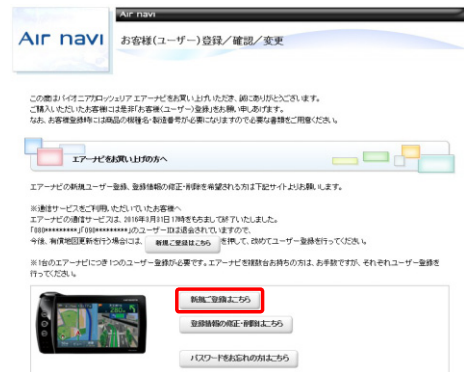 Air navi
Air navi
お客様(ユーザー)登録/確認/変更
この度はパイオニアカロッツェリア エアーナビをお買い上げいただき、誠にありがとうございます。
ご購入いただいたお客様には是非「お客様(ユーザー)登録」をお願い申しあげます。
なお、お客様登録時には商品の機種名・製造番号が必要になりますので必要な書類をご用意ください。
エアーナビをお買い上げの方へ
エアーナビの新規ユーザー登録、登録情報の修正・削除を希望される方は下記サイトよりお願いします。
※通信サービスをご利用いただいていたお客様へ
エアーナビの通信サービスは、2016年3月31日17時をもちまして終了いたしました。
「080*********」「090*********」のユーザーIDは退会されていますので、
今後、有償地図更新を行う場合には、 新規ご登録はこちら を押して、改めてユーザー登録を行ってください。
※1台のエアーナビにつき1つのユーザー登録が必要です。エアーナビを複数台お持ちの方は、お手数ですが、それぞれユーザー登録を
行ってください。
新規ご登録はこちら
登録情報の修正・削除はこちら
パスワードをお忘れの方はこちら